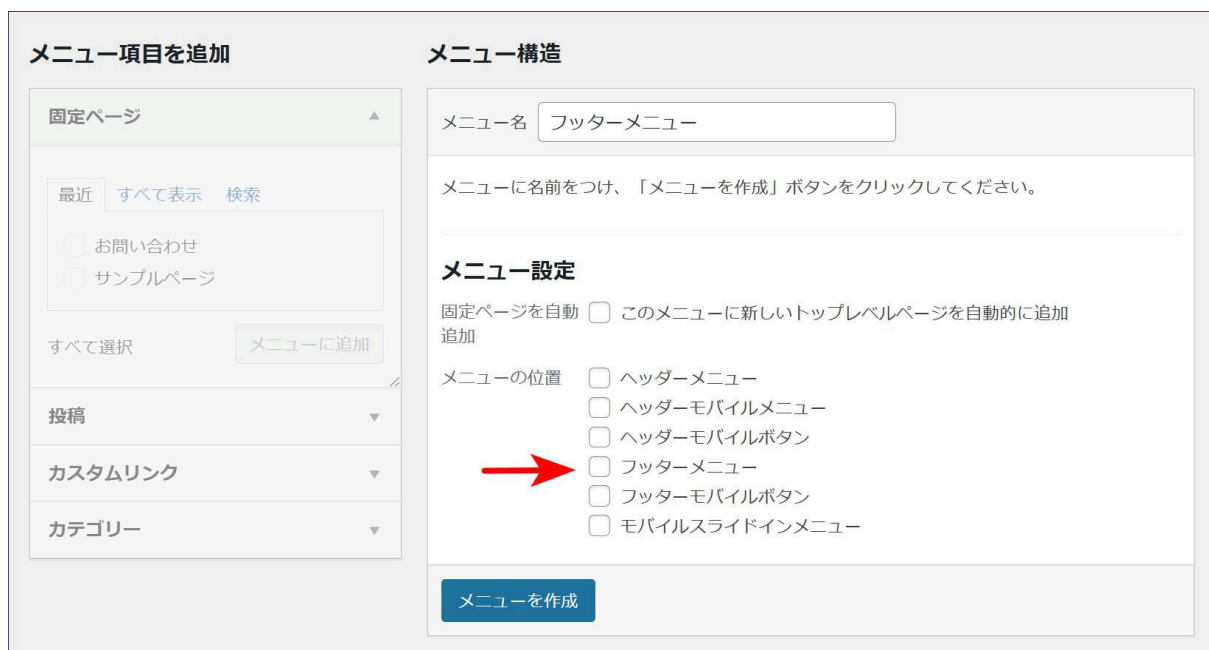 メニュー項目を追加
固定ページ
最近 すべて表示 検索
お問い合わせ
サンプルページ
すべて選択 メニューに追加
投稿
カスタムリンク
カテゴリー
メニュー構造
メニュー名 フッターメニュー
メニューに名前をつけ、「メニューを作成」ボタンをクリックしてください。
メニュー設定
固定ページを自動 このメニューに新しいトップレベルページを自動的に追加
追加
メニューの位置 ヘッダーメニュー
ヘッダーモバイルメニュー
ヘッダーモバイルボタン
フッターメニュー
フッターモバイルボタン
モバイルスライドインメニュー
メニューを作成